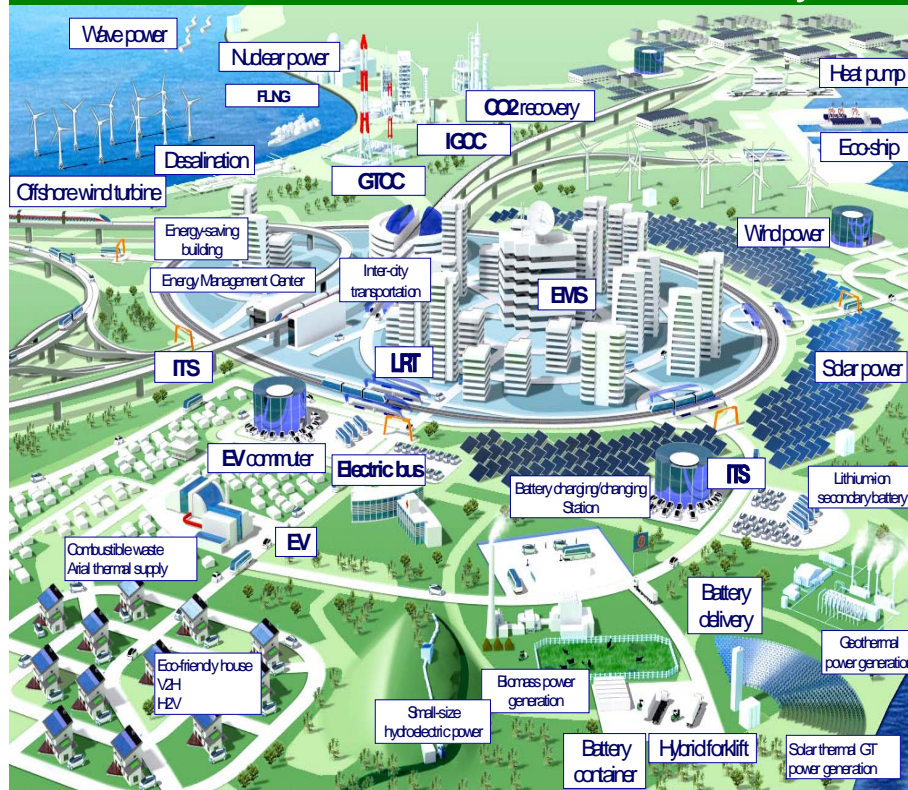 Wave power
Nuclear power
FLNG
CO2 recovery
Heat pump
IGCC
Eco-ship
Desalination
GTCC
Offshore wind turbine
Energy-saving
building
Wind power
Energy Management Center
Inter-city
transportation
EMS
ITS
LRT
Solar power
EV commuter
Electric bus
ITS
Battery charging/changing
Station
Lithium-ion
secondary battery
EV
Combustible waste
Arial thermal supply
Battery
delivery
Geothermal
power generation
Eco-friendly house
V2H
H2V
Biomass power
generation
Small-size
hydroelectric power
Battery
container
Hybrid forklift
Solar thermal GT
power generation